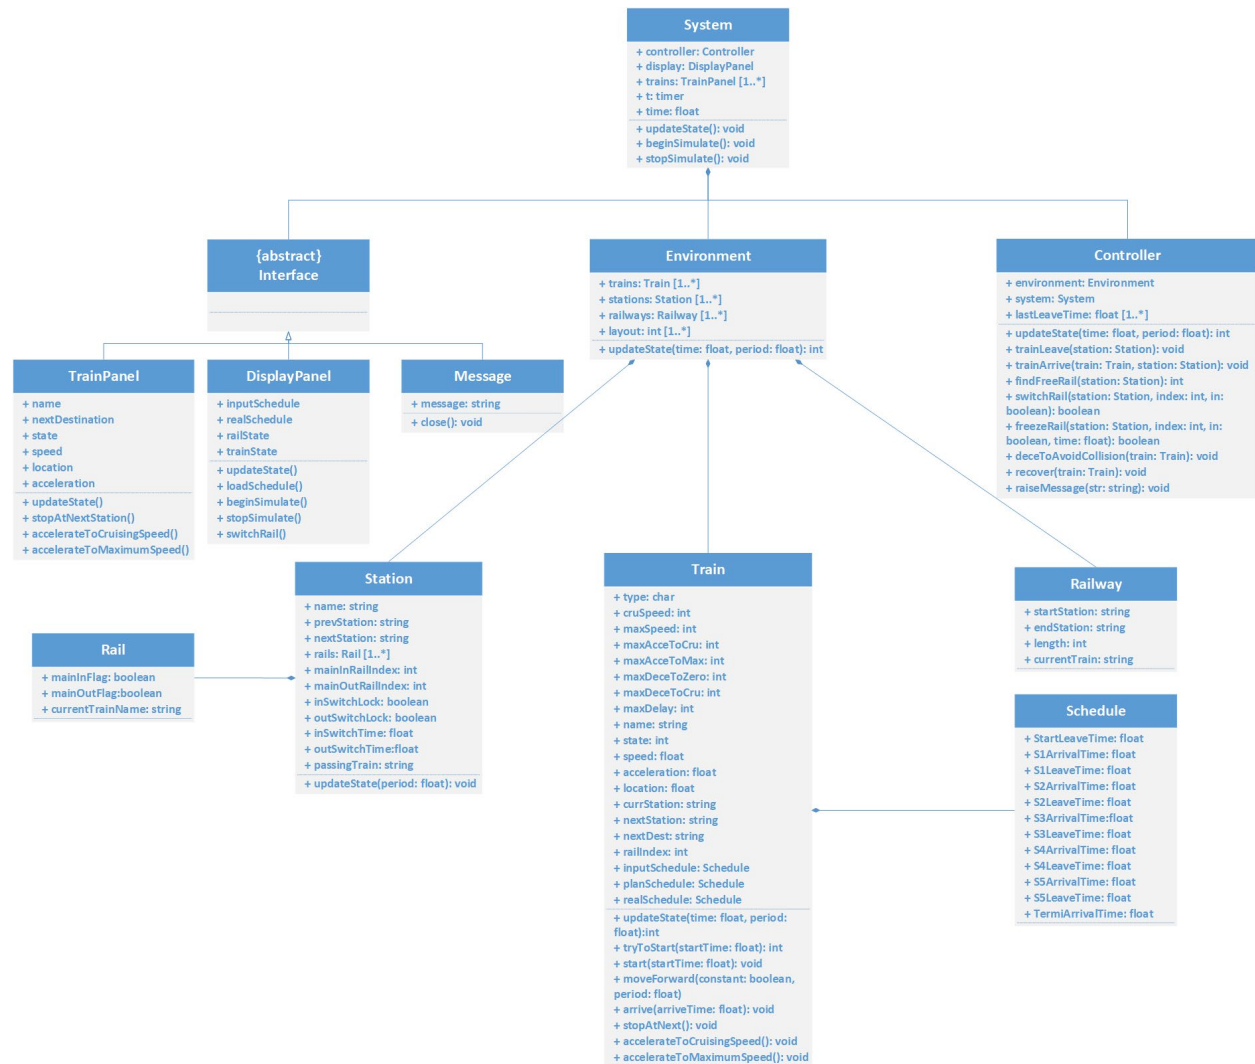 System
+ controller: Controller
+ display: DisplayPanel
+ trains: TrainPanel [1..*]
+ t: timer
+ time: float
+ updateState(): void
+ beginSimulate(): void
+ stopSimulate(): void
{abstract}
Interface
Environment
+ trains: Train [1..*]
+ stations: Station [1..*]
+ railways: Railway [1..*]
+ layout: int [1..*]
+ updateState(time: float, period: float): int
Controller
+ environment: Environment
+ system: System
+ lastLeaveTime: float [1..*]
+ updateState(time: float, period: float): int
+ trainLeave(station: Station): void
+ trainArrive(train: Train, station: Station): void
+ findFreeRail(station: Station): int
+ switchRail(station: Station, index: int, in:
boolean): boolean
+ freezeRail(station: Station, index: int, in:
boolean, time: float): boolean
+ deceToAvoidCollision(train: Train): void
+ recover(train: Train): void
+ raiseMessage(str: string): void
TrainPanel
+ name
+ nextDestination
+ state
+ speed
+ location
+ acceleration
+ updateState()
+ stopAtNextStation()
+ accelerateToCruisingSpeed()
+ accelerateToMaximumSpeed()
DisplayPanel
+ inputSchedule
+ realSchedule
+ railState
+ trainState
+ updateState()
+ loadSchedule()
+ beginSimulate()
+ stopSimulate()
+ switchRail()
Message
+ message: string
+ close(): void
Rail
+ mainInFlag: boolean
+ mainOutFlag:boolean
+ currentTrainName: string
Station
+ name: string
+ prevStation: string
+ nextStation: string
+ rails: Rail [1..*]
+ mainInRailIndex: int
+ mainOutRailIndex: int
+ inSwitchLock: boolean
+ outSwitchLock: boolean
+ inSwitchTime: float
+ outSwitchTime:float
+ passingTrain: string
+ updateState(period: float): void
Train
+ type: char
+ cruSpeed: int
+ maxSpeed: int
+ maxAcceToCru: int
+ maxAcceToMax: int
+ maxDeceToZero: int
+ maxDeceToCru: int
+ maxDelay: int
+ name: string
+ state: int
+ speed: float
+ acceleration: float
+ location: float
+ currStation: string
+ nextStation: string
+ nextDest: string
+ railIndex: int
+ inputSchedule: Schedule
+ planSchedule: Schedule
+ realSchedule: Schedule
+ updateState(time: float, period:
float):int
+ tryToStart(startTime: float): int
+ start(startTime: float): void
+ moveForward(constant: boolean,
period: float)
+ arrive(arriveTime: float): void
+ stopAtNext(): void
+ accelerateToCruisingSpeed(): void
+ accelerateToMaximumSpeed(): void
Railway
+ startStation: string
+ endStation: string
+ length: int
+ currentTrain: string
Schedule
+ StartLeaveTime: float
+ S1ArrivalTime: float
+ S1LeaveTime: float
+ S2ArrivalTime: float
+ S2LeaveTime: float
+ S3ArrivalTime:float
+ S3LeaveTime: float
+ S4ArrivalTime: float
+ S4LeaveTime: float
+ S5ArrivalTime: float
+ S5LeaveTime: float
+ TermiArrivalTime: float